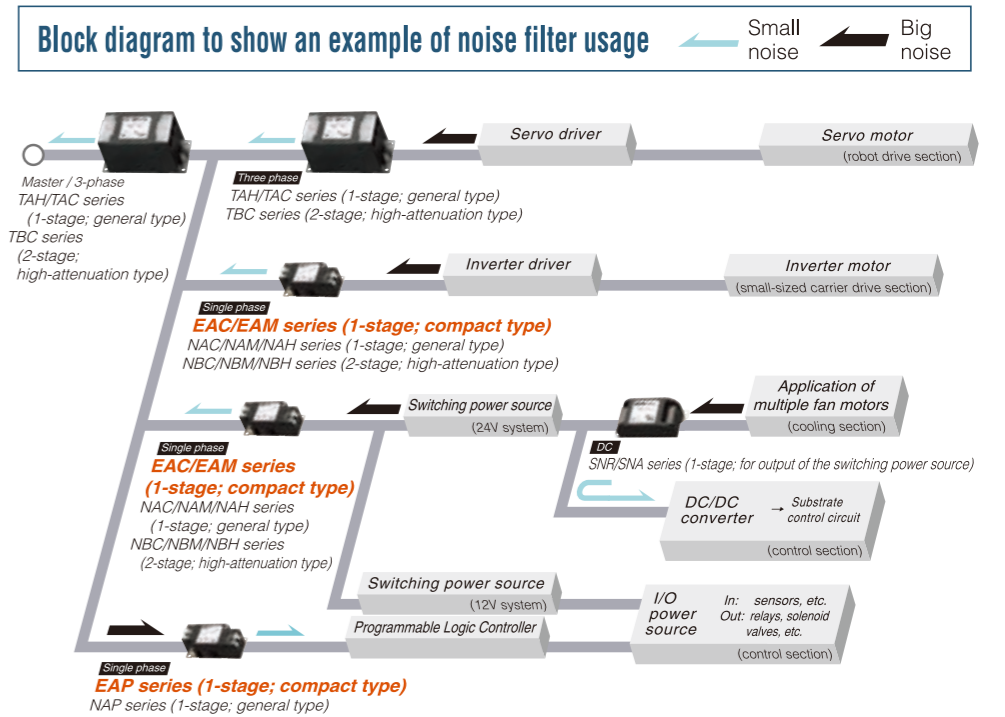 Block diagram to show an example of noise filter usage
Small
noise
Big
noise
Servo driver
Servo motor
(robot drive section)
Master / 3-phase
TAH/TAC series
(1-stage; general type)
TBC series
(2-stage;
high-attenuation type)
Three phase
TAH/TAC series (1-stage; general type)
TBC series (2-stage; high-attenuation type)
Inverter driver
Inverter motor
(small-sized carrier drive section)
Single phase
EAC/EAM series (1-stage; compact type)
NAC/NAM/NAH series (1-stage; general type)
NBC/NBM/NBH series (2-stage; high-attenuation type)
Switching power source
(24V system)
Application of
multiple fan motors
(cooling section)
Single phase
EAC/EAM series
(1-stage; compact type)
NAC/NAM/NAH series
(1-stage; general type)
NBC/NBM/NBH series
(2-stage; high-attenuation type)
DC
SNR/SNA series (1-stage; for output of the switching power source)
DC/DC
converter
→ Substrate
control circuit
(control section)
Switching power source
(12V system)
I/O
power
source
In: sensors, etc.
Out: relays, solenoid
valves, etc.
(control section)
Programmable Logic Controller
Single phase
EAP series (1-stage; compact type)
NAP series (1-stage; general type)